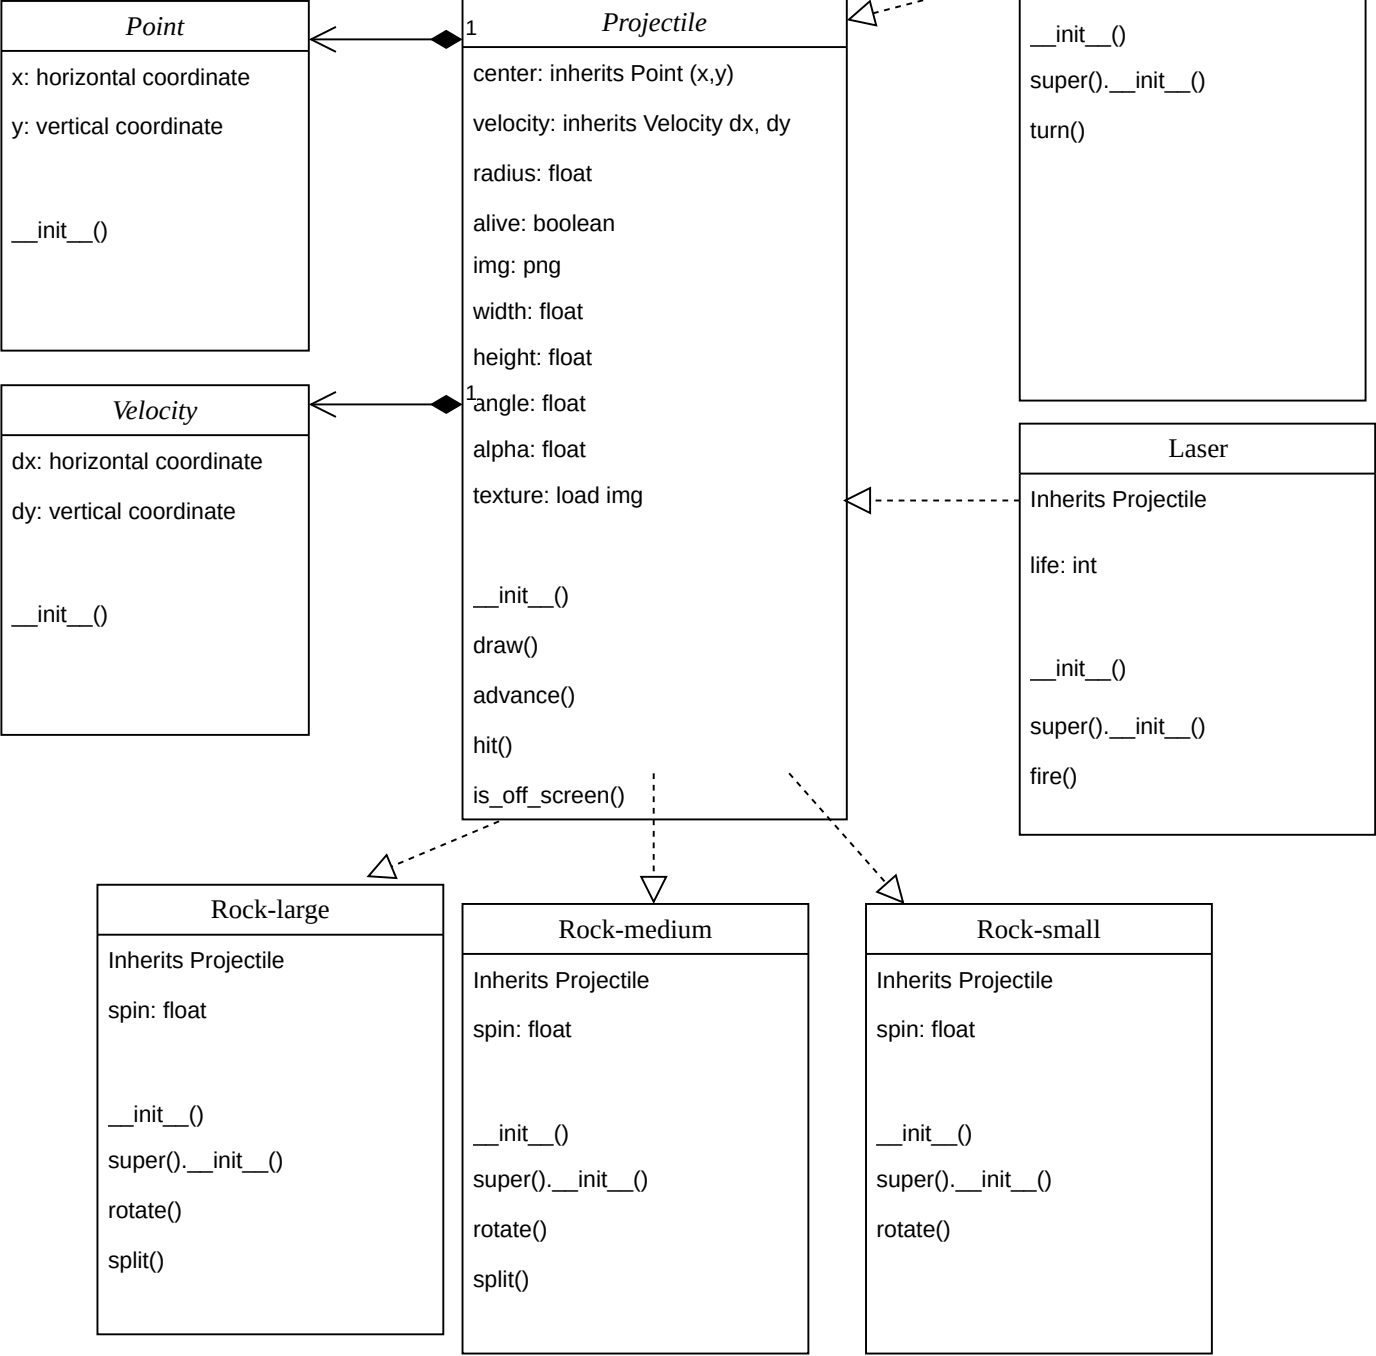 Point
x: horizontal coordinate
y: vertical coordinate
__init__()
1
Projectile
center: inherits Point (x,y)
velocity: inherits Velocity dx, dy
radius: float
alive: boolean
img: png
width: float
height: float
1
angle: float
alpha: float
texture: load img
__init__()
draw()
advance()
hit()
is_off_screen()
__init__()
super().__init__()
turn()
Velocity
dx: horizontal coordinate
dy: vertical coordinate
__init__()
Laser
Inherits Projectile
life: int
__init__()
super().__init__()
fire()
Rock-large
Inherits Projectile
spin: float
__init__()
super().__init__()
rotate()
split()
Rock-medium
Inherits Projectile
spin: float
__init__()
super().__init__()
rotate()
split()
Rock-small
Inherits Projectile
spin: float
__init__()
super().__init__()
rotate()